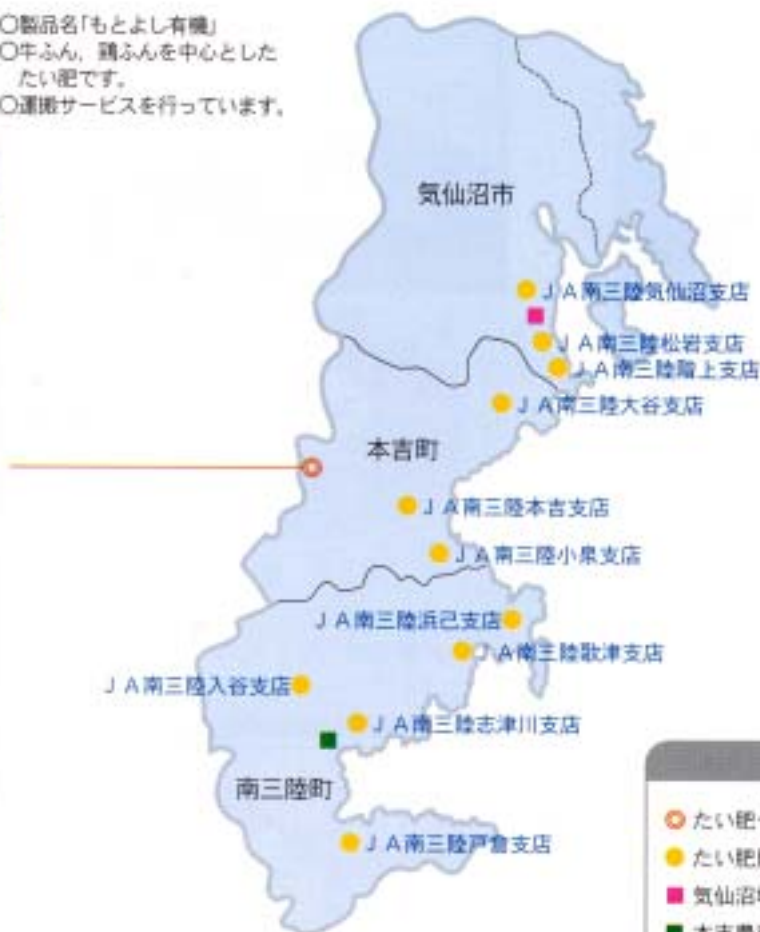 ○製品名「もとよし有機」
○牛ふん，鶏ふんを中心とした
たい肥です。
○運搬サービスを行っています。
気仙沼市
ＪＡ南三陸気仙沼支店
ＪＡ南三陸松岩支店
ＪＡ南三陸階上支店
ＪＡ南三陸大谷支店
本吉町
ＪＡ南三陸本吉支店
ＪＡ南三陸小泉支店
ＪＡ南三陸浜己支店
ＪＡ南三陸歌津支店
ＪＡ南三陸入谷支店
ＪＡ南三陸志津川支店
南三陸町
ＪＡ南三陸戸倉支店
たい肥
たい肥
気仙沼
本吉農